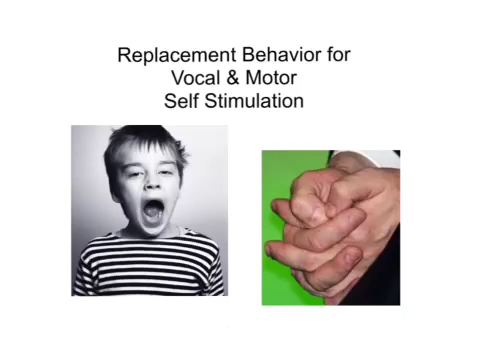 Replacement Behavior for
Vocal & Motor
Self Stimulation